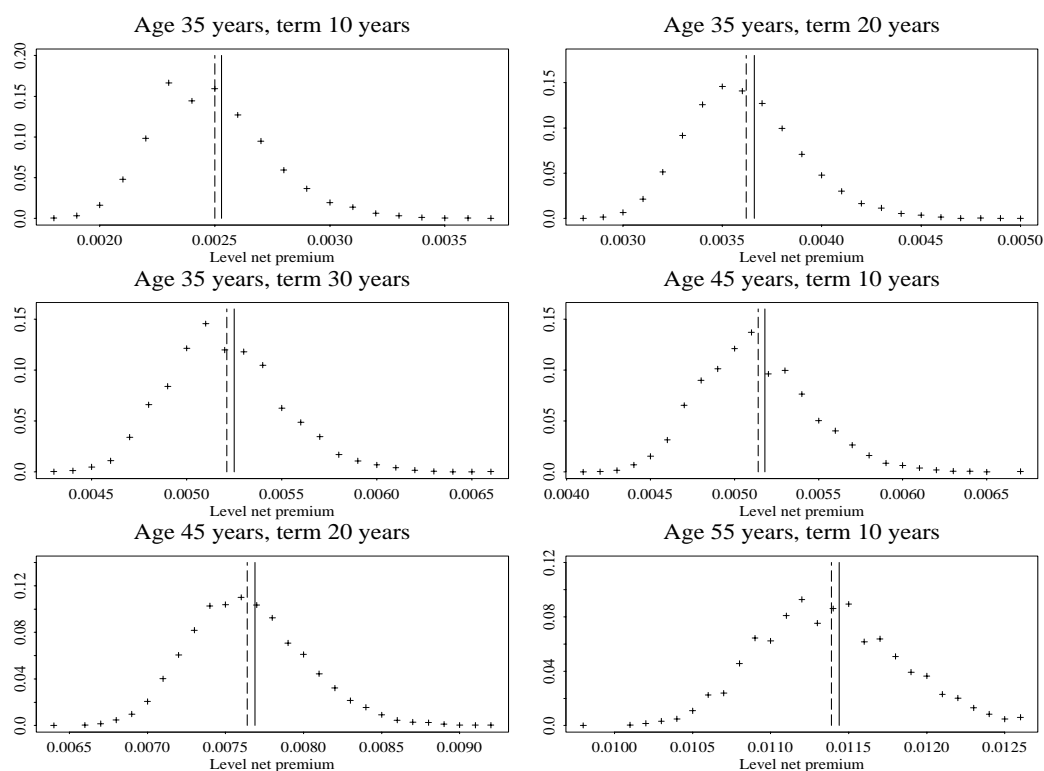 Age 35 years, term 10 years
0.0 0.05 0.10 0.15 0.20
0.0020 0.0025 0.0030 0.0035
Level net premium
Age 35 years, term 20 years
0.0 0.05 0.10 0.15
0.0030 0.0035 0.0040 0.0045 0.0050
Level net premium
Age 35 years, term 30 years
0.0 0.05 0.10 0.15
0.0045 0.0050 0.0055 0.0060 0.0065
Level net premium
Age 45 years, term 10 years
0.0 0.05 0.10 0.15
0.0040 0.0045 0.0050 0.0055 0.0060 0.0065
Level net premium
Age 45 years, term 20 years
0.0 0.04 0.08 0.12
0.0065 0.0070 0.0075 0.0080 0.0085 0.0090
Level net premium
Age 55 years, term 10 years
0.0 0.04 0.08 0.12
0.0100 0.0105 0.0110 0.0115 0.0120 0.0125
Level net premium